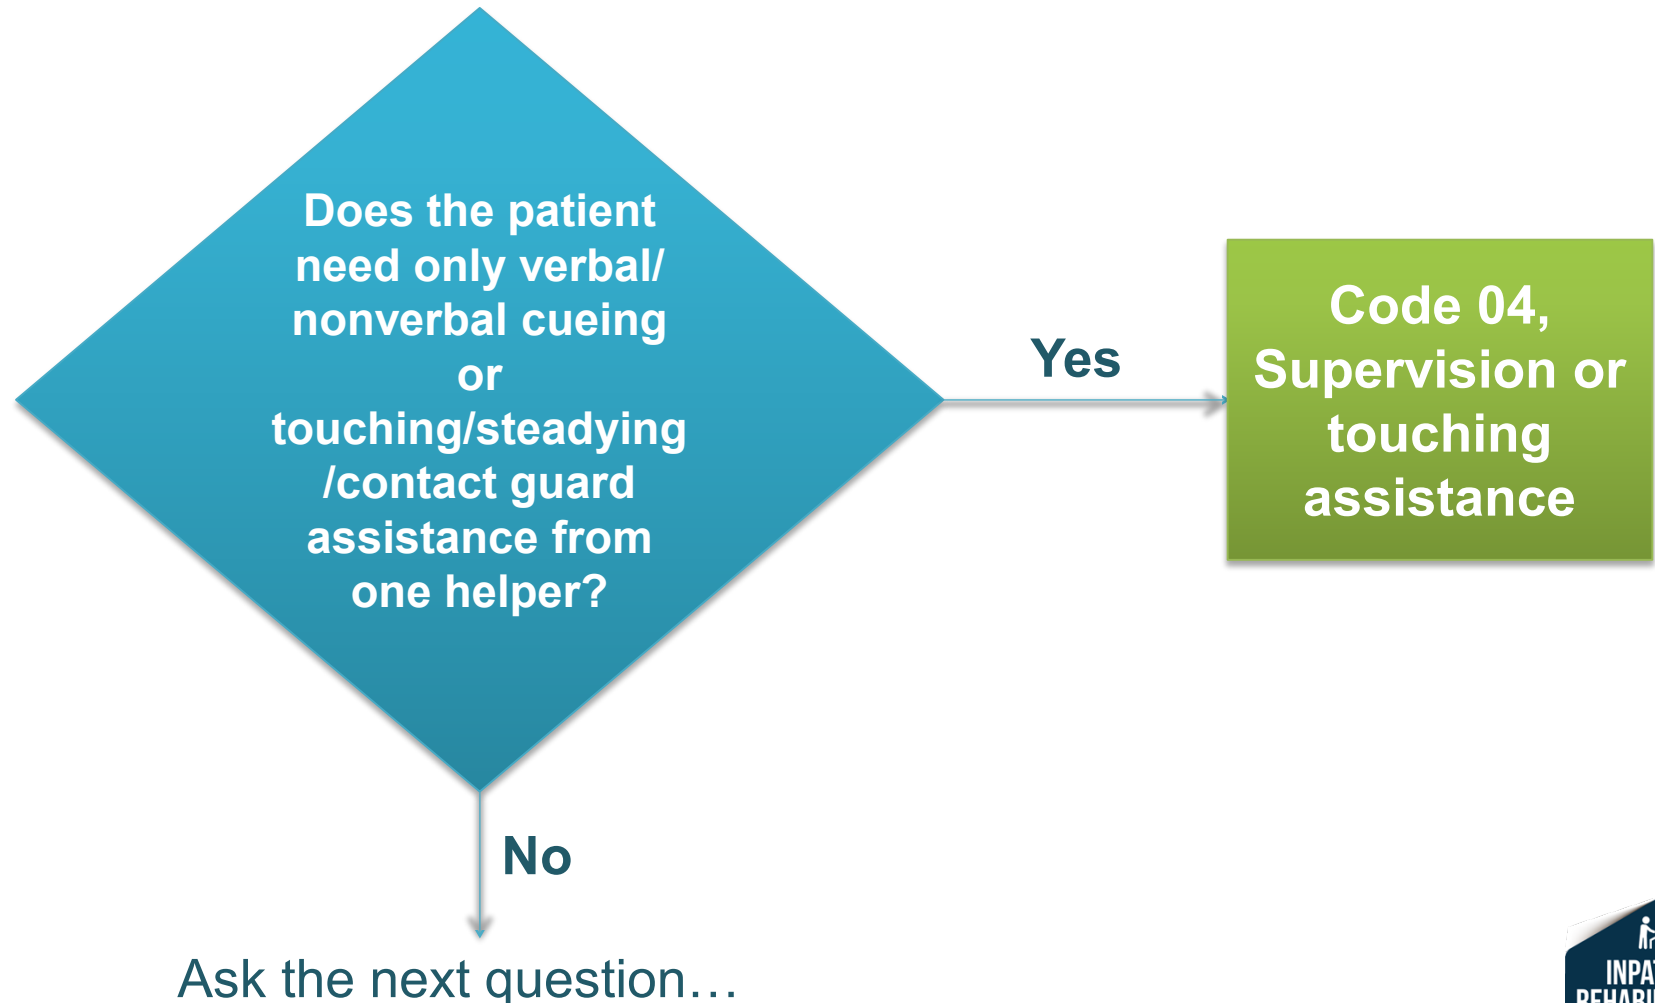 Does the patient
need only verbal/
nonverbal cueing
or
touching/steadying
/contact guard
assistance from
one helper?
Yes
Code 04,
Supervision or
touching
assistance
No
Ask the next question…